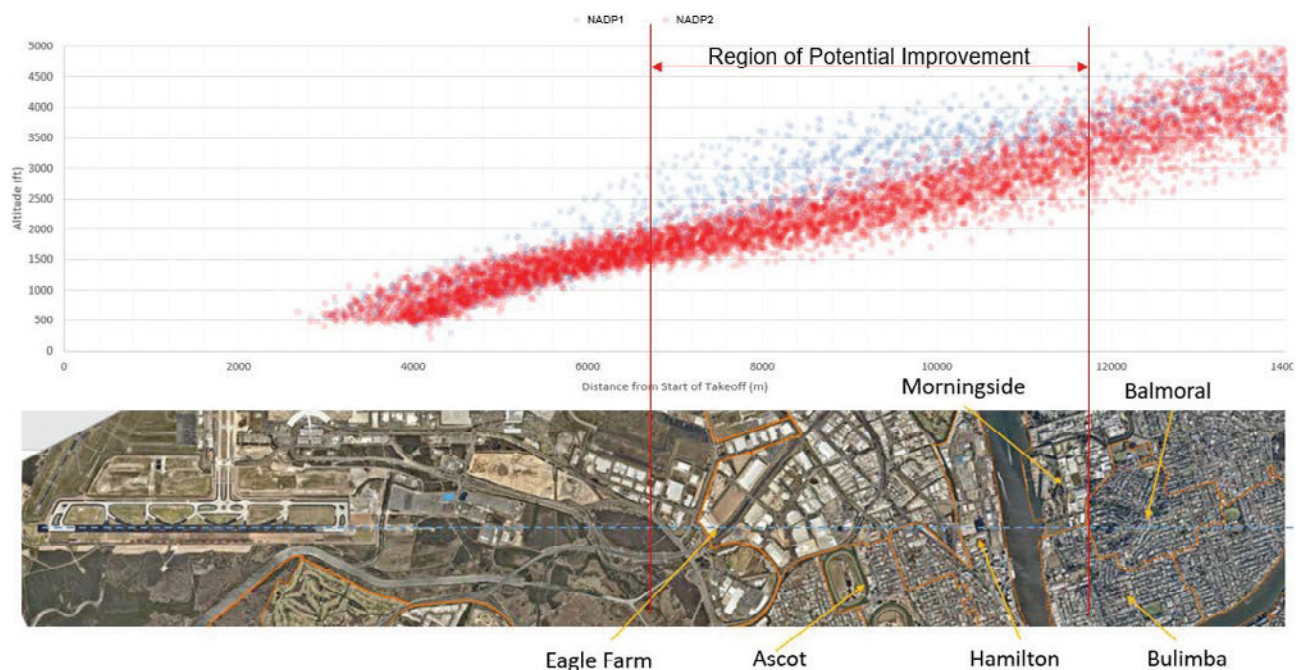 NADP1 NADP2
Region of Potential Improvement
5000
4500
4000
3500
3000
2500
2000
1500
1000
500
0
Altitude (ft)
0 2000 4000 6000 8000 10000 12000 1400
Distance from Start of Takeoff (m)
Morningside
Balmoral
Eagle Farm Ascot Hamilton Bulimba